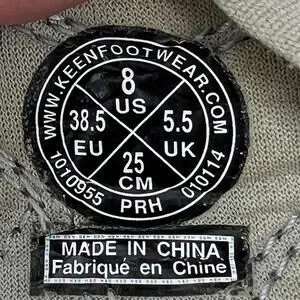 WWW.KEENFOOTWEAR.COM
8
US
38.5
EU
5.5
UK
25
CM
1010955 PRH 010114
MADE IN CHINA
Fabriqué en Chine